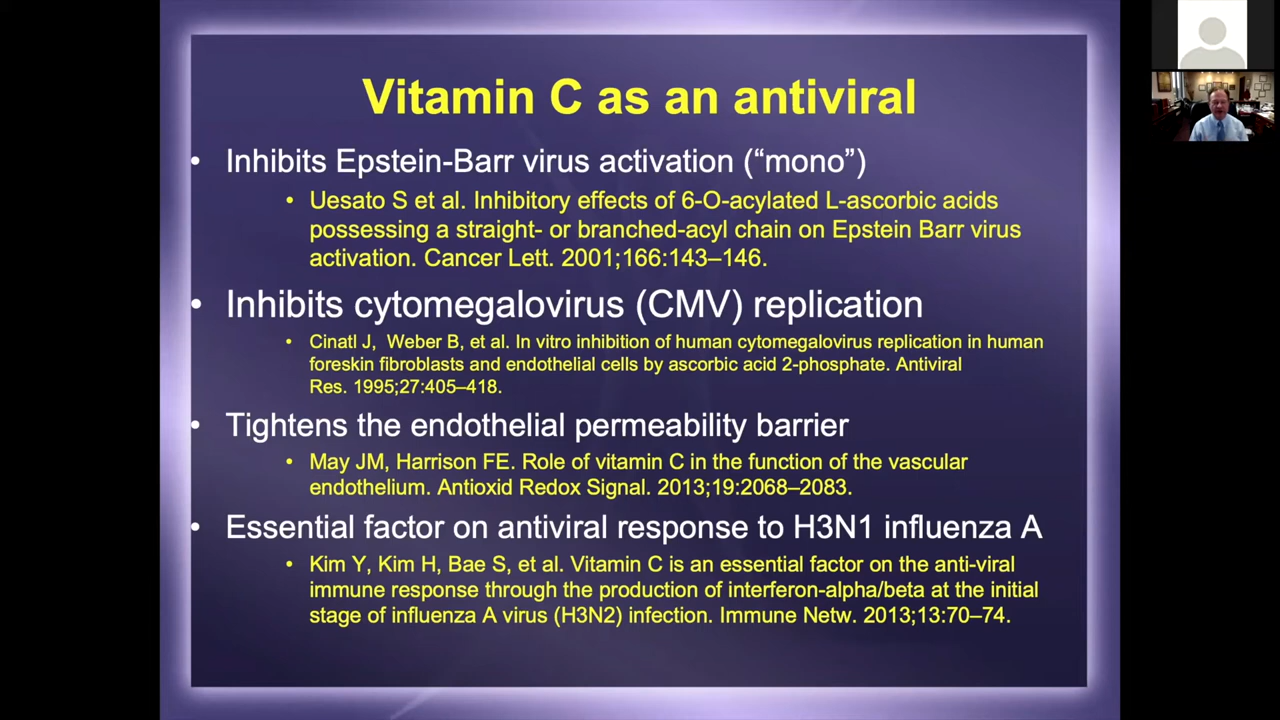 Vitamin C as an antiviral
• Inhibits Epstein-Barr virus activation (“mono”)
• Uesato S et al. Inhibitory effects of 6-O-acylated L-ascorbic acids
possessing a straight- or branched-acyl chain on Epstein Barr virus
activation. Cancer Lett. 2001;166:143–146.
• Inhibits cytomegalovirus (CMV) replication
• Cinatl J, Weber B, et al. In vitro inhibition of human cytomegalovirus replication in human
foreskin fibroblasts and endothelial cells by ascorbic acid 2-phosphate. Antiviral
Res. 1995;27:405–418.
• Tightens the endothelial permeability barrier
• May JM, Harrison FE. Role of vitamin C in the function of the vascular
endothelium. Antioxid Redox Signal. 2013;19:2068–2083.
• Essential factor on antiviral response to H3N1 influenza A
• Kim Y, Kim H, Bae S, et al. Vitamin C is an essential factor on the anti-viral
immune response through the production of interferon-alpha/beta at the initial
stage of influenza A virus (H3N2) infection. Immune Netw. 2013;13:70–74.